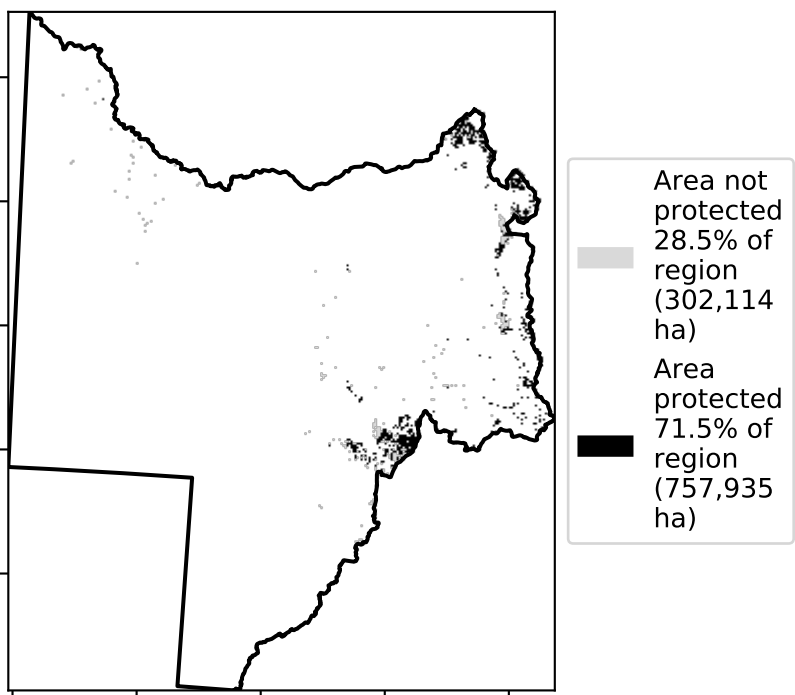 Area not
protected
28.5% of
region
(302,114
ha)
Area
protected
71.5% of
region
(757,935
ha)